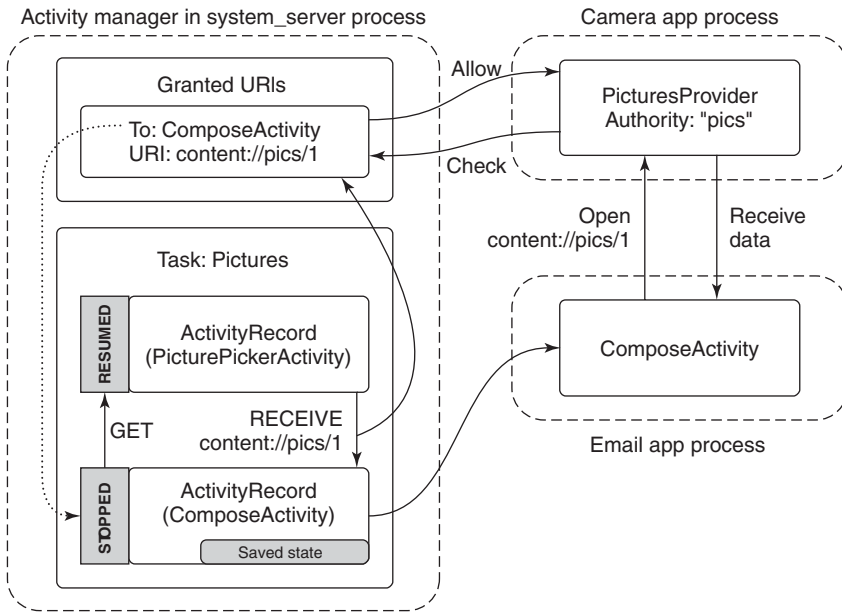 Activity manager in system_server process
Camera app process
Granted URIs
To: ComposeActivity
URI: content://pics/1
Allow
Check
PicturesProvider
Authority: "pics"
Open
content://pics/1
Receive
data
Task: Pictures
RESUMED
ActivityRecord
(PicturePickerActivity)
GET
RECEIVE
content://pics/1
STOPPED
ActivityRecord
(ComposeActivity)
Saved state
ComposeActivity
Email app process